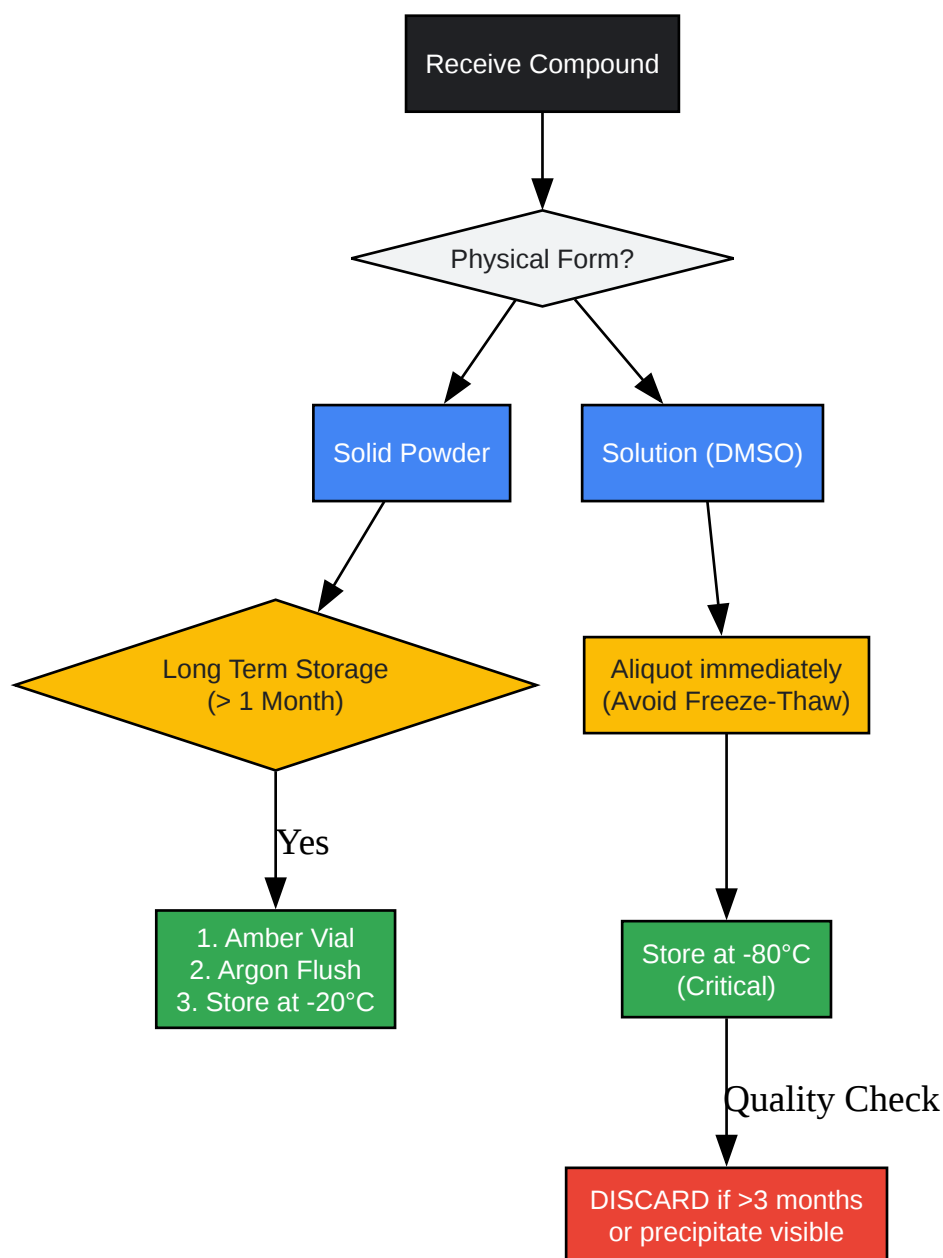 Receive Compound
Physical Form?
Solid Powder
Solution (DMSO)
Long Term Storage
(> 1 Month)
Aliquot immediately
(Avoid Freeze-Thaw)
Yes
1. Amber Vial
2. Argon Flush
3. Store at -20°C
Store at -80°C
(Critical)
Quality Check
DISCARD if >3 months
or precipitate visible